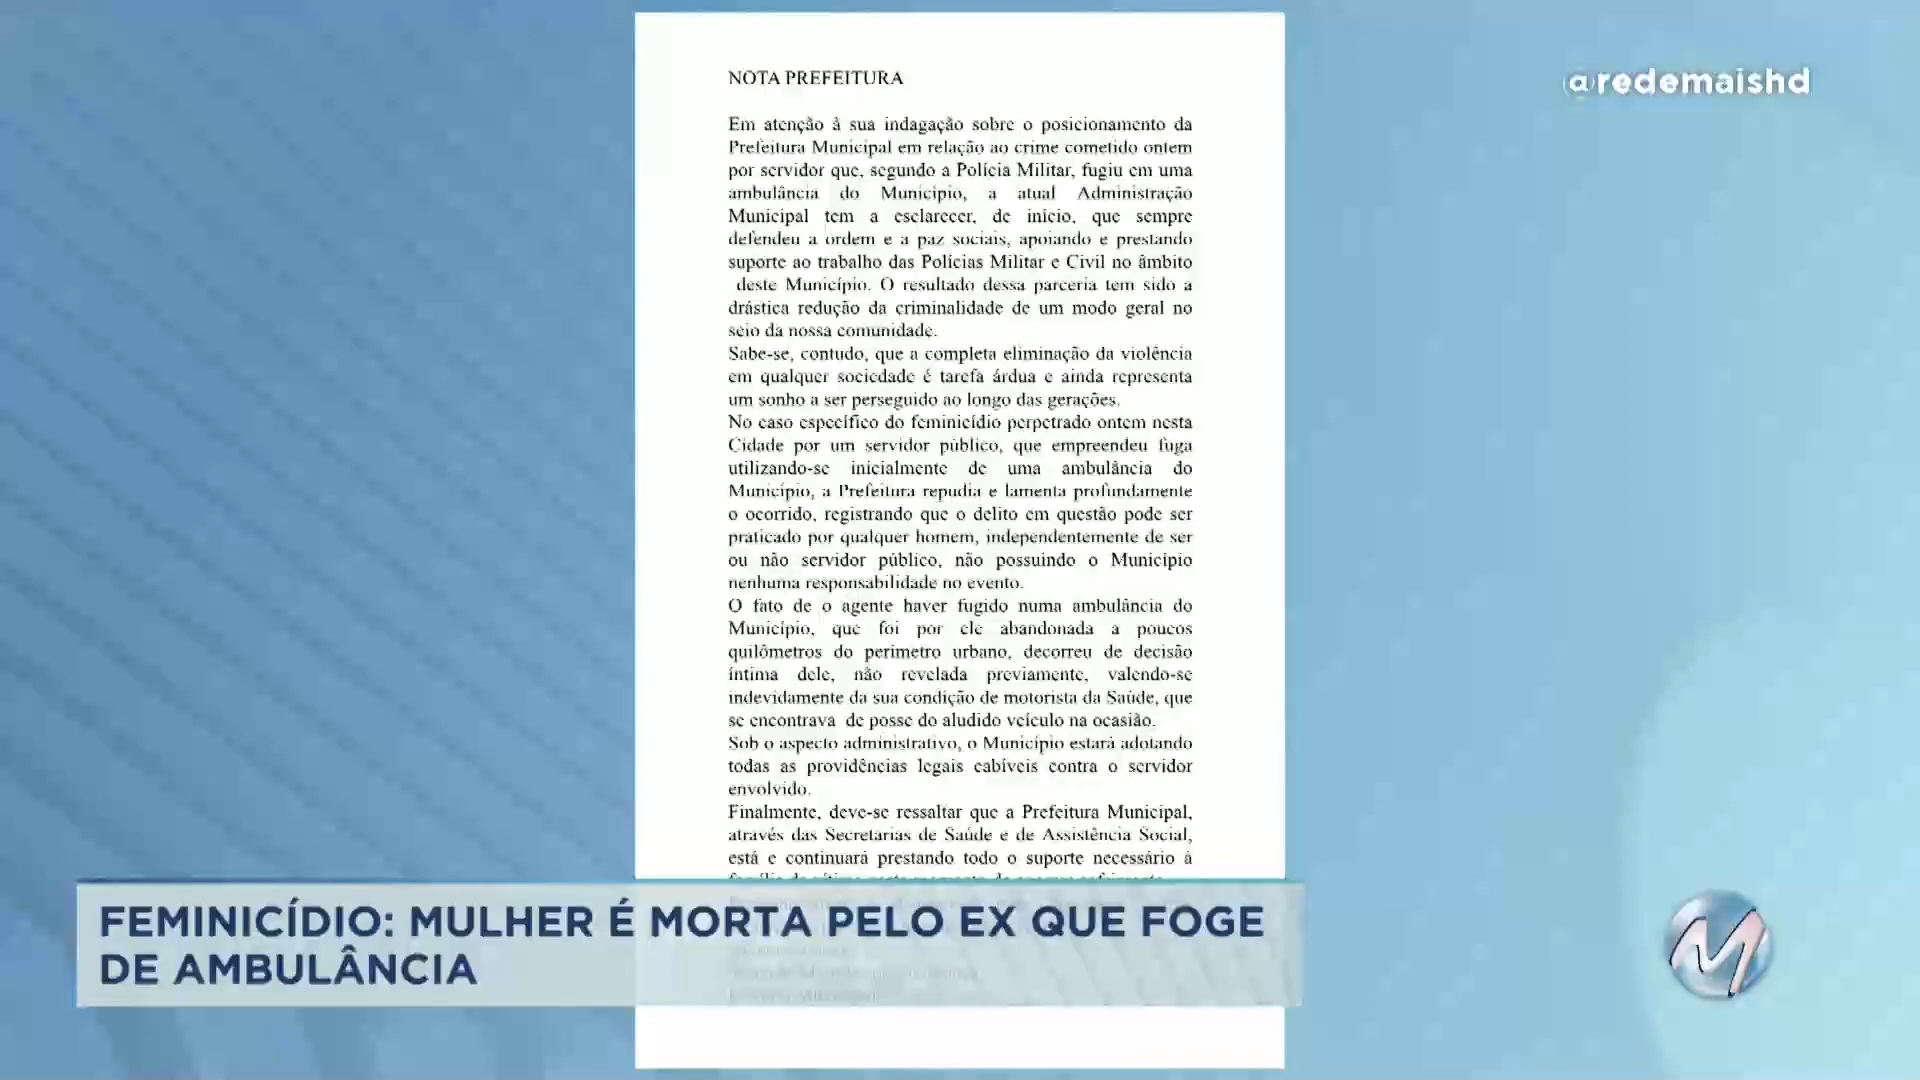 NOTA PREFEITURA
@redemaishd
Em atenção à sua indagação sobre o posicionamento da
Prefeitura Municipal em relação ao crime cometido ontem
por servidor que, segundo a Polícia Militar, fugiu em uma
ambulância do Município, a atual Administração
Municipal tem a esclarecer, de início, que sempre
defendeu a ordem e a paz sociais, apoiando e prestando
suporte ao trabalho das Polícias Militar e Civil no âmbito
deste Município. O resultado dessa parceria tem sido a
drástica redução da criminalidade de um modo geral no
seio da nossa comunidade.
Sabe-se, contudo, que a completa eliminação da violência
em qualquer sociedade é tarefa árdua e ainda representa
um sonho a ser perseguido ao longo das gerações.
No caso específico do feminicídio perpetrado ontem nesta
Cidade por um servidor público, que empreendeu fuga
utilizando-se inicialmente de uma ambulância do
Município, a Prefeitura repudia e lamenta profundamente
o ocorrido, registrando que o delito em questão pode ser
praticado por qualquer homem, independentemente de ser
ou não servidor público, não possuindo o Município
nenhuma responsabilidade no evento.
O fato de o agente haver fugido numa ambulância do
Município, que foi por ele abandonada a poucos
quilômetros do perímetro urbano, decorreu de decisão
íntima dele, não revelada previamente, valendo-se
indevidamente da sua condição de motorista da Saúde, que
se encontrava de posse do aludido veículo na ocasião.
Sob o aspecto administrativo, o Município estará adotando
todas as providências legais cabíveis contra o servidor
envolvido.
Finalmente, deve-se ressaltar que a Prefeitura Municipal,
através das Secretarias de Saúde e de Assistência Social,
está e continuará prestando todo o suporte necessário à
FEMINICÍDIO: MULHER É MORTA PELO EX QUE FOGE
DE AMBULÂNCIA
M